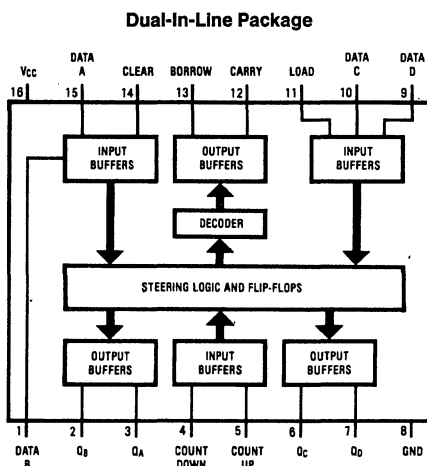 Dual-In-Line Package
DATA DATA DATA
VCC A CLEAR BORROW CARRY LOAD C D
16 15 14 13 12 11 10 9
INPUT BUFFERS
OUTPUT BUFFERS
INPUT BUFFERS
DECODER
STEERING LOGIC AND FLIP-FLOPS
OUTPUT BUFFERS
INPUT BUFFERS
OUTPUT BUFFERS
1 2 3 4 5 6 7 8
DATA QB QA COUNT COUNT QC QD GND
B DOWN UP